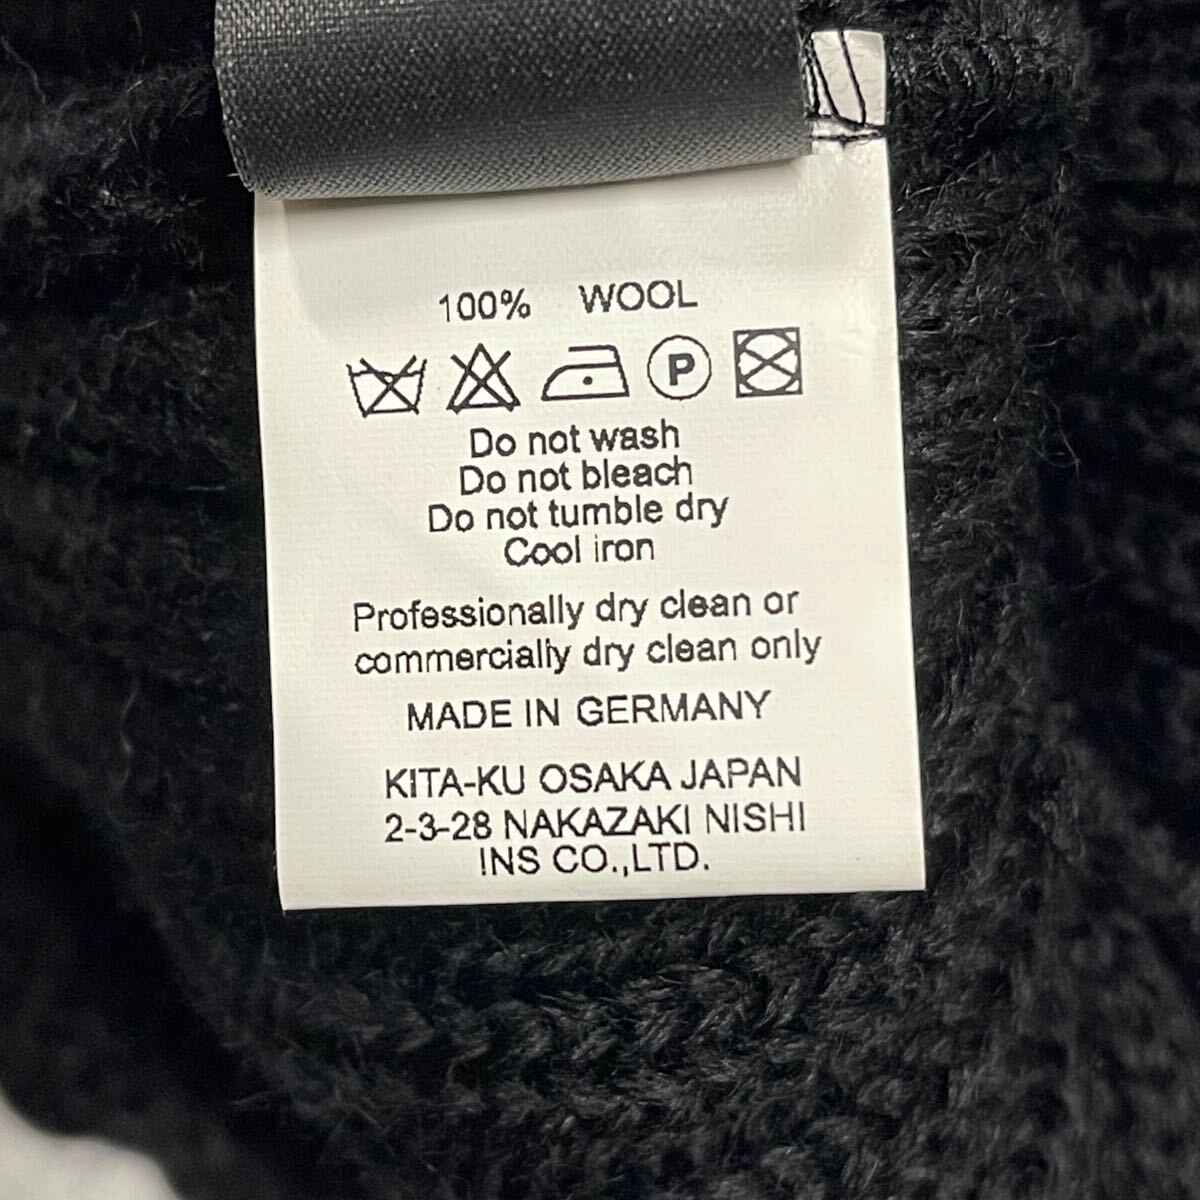 100% WOOL
P
Do not wash
Do not bleach
Do not tumble dry
Cool iron
Professionally dry clean or
commercially dry clean only
MADE IN GERMANY
KITA-KU OSAKA JAPAN
2-3-28 NAKAZAKI NISHI
INS CO.,LTD.